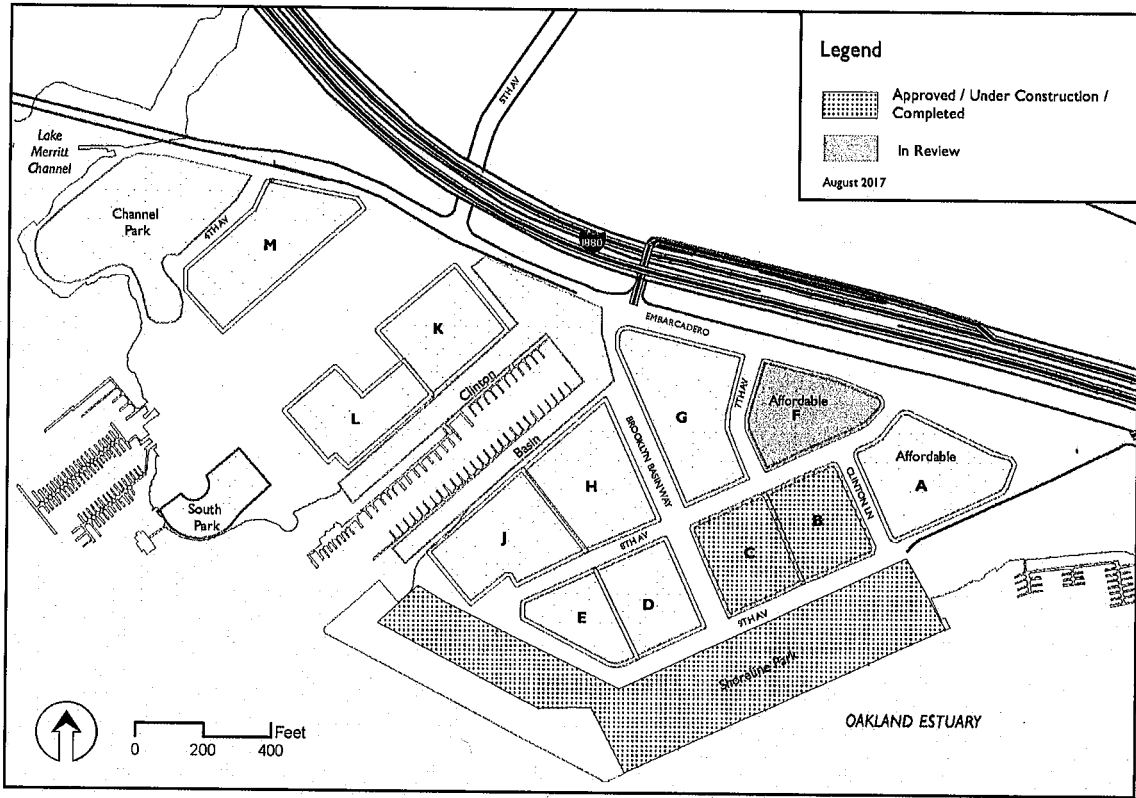 Legend
Approved / Under Construction /
Completed
In Review
August 2017
5TH AV
Lake
Merritt
Channel
Channel
Park
4TH AV
M
I880
K
EMBARCADERO
Clinton
Basin
L
G
7TH AV
Affordable
F
BROOKLYN BASIN WAY
CLINTON LN
Affordable
A
H
B
South
Park
J
C
8TH AV
E
D
9TH AV
Shoreline Park
OAKLAND ESTUARY
Feet
0
200
400